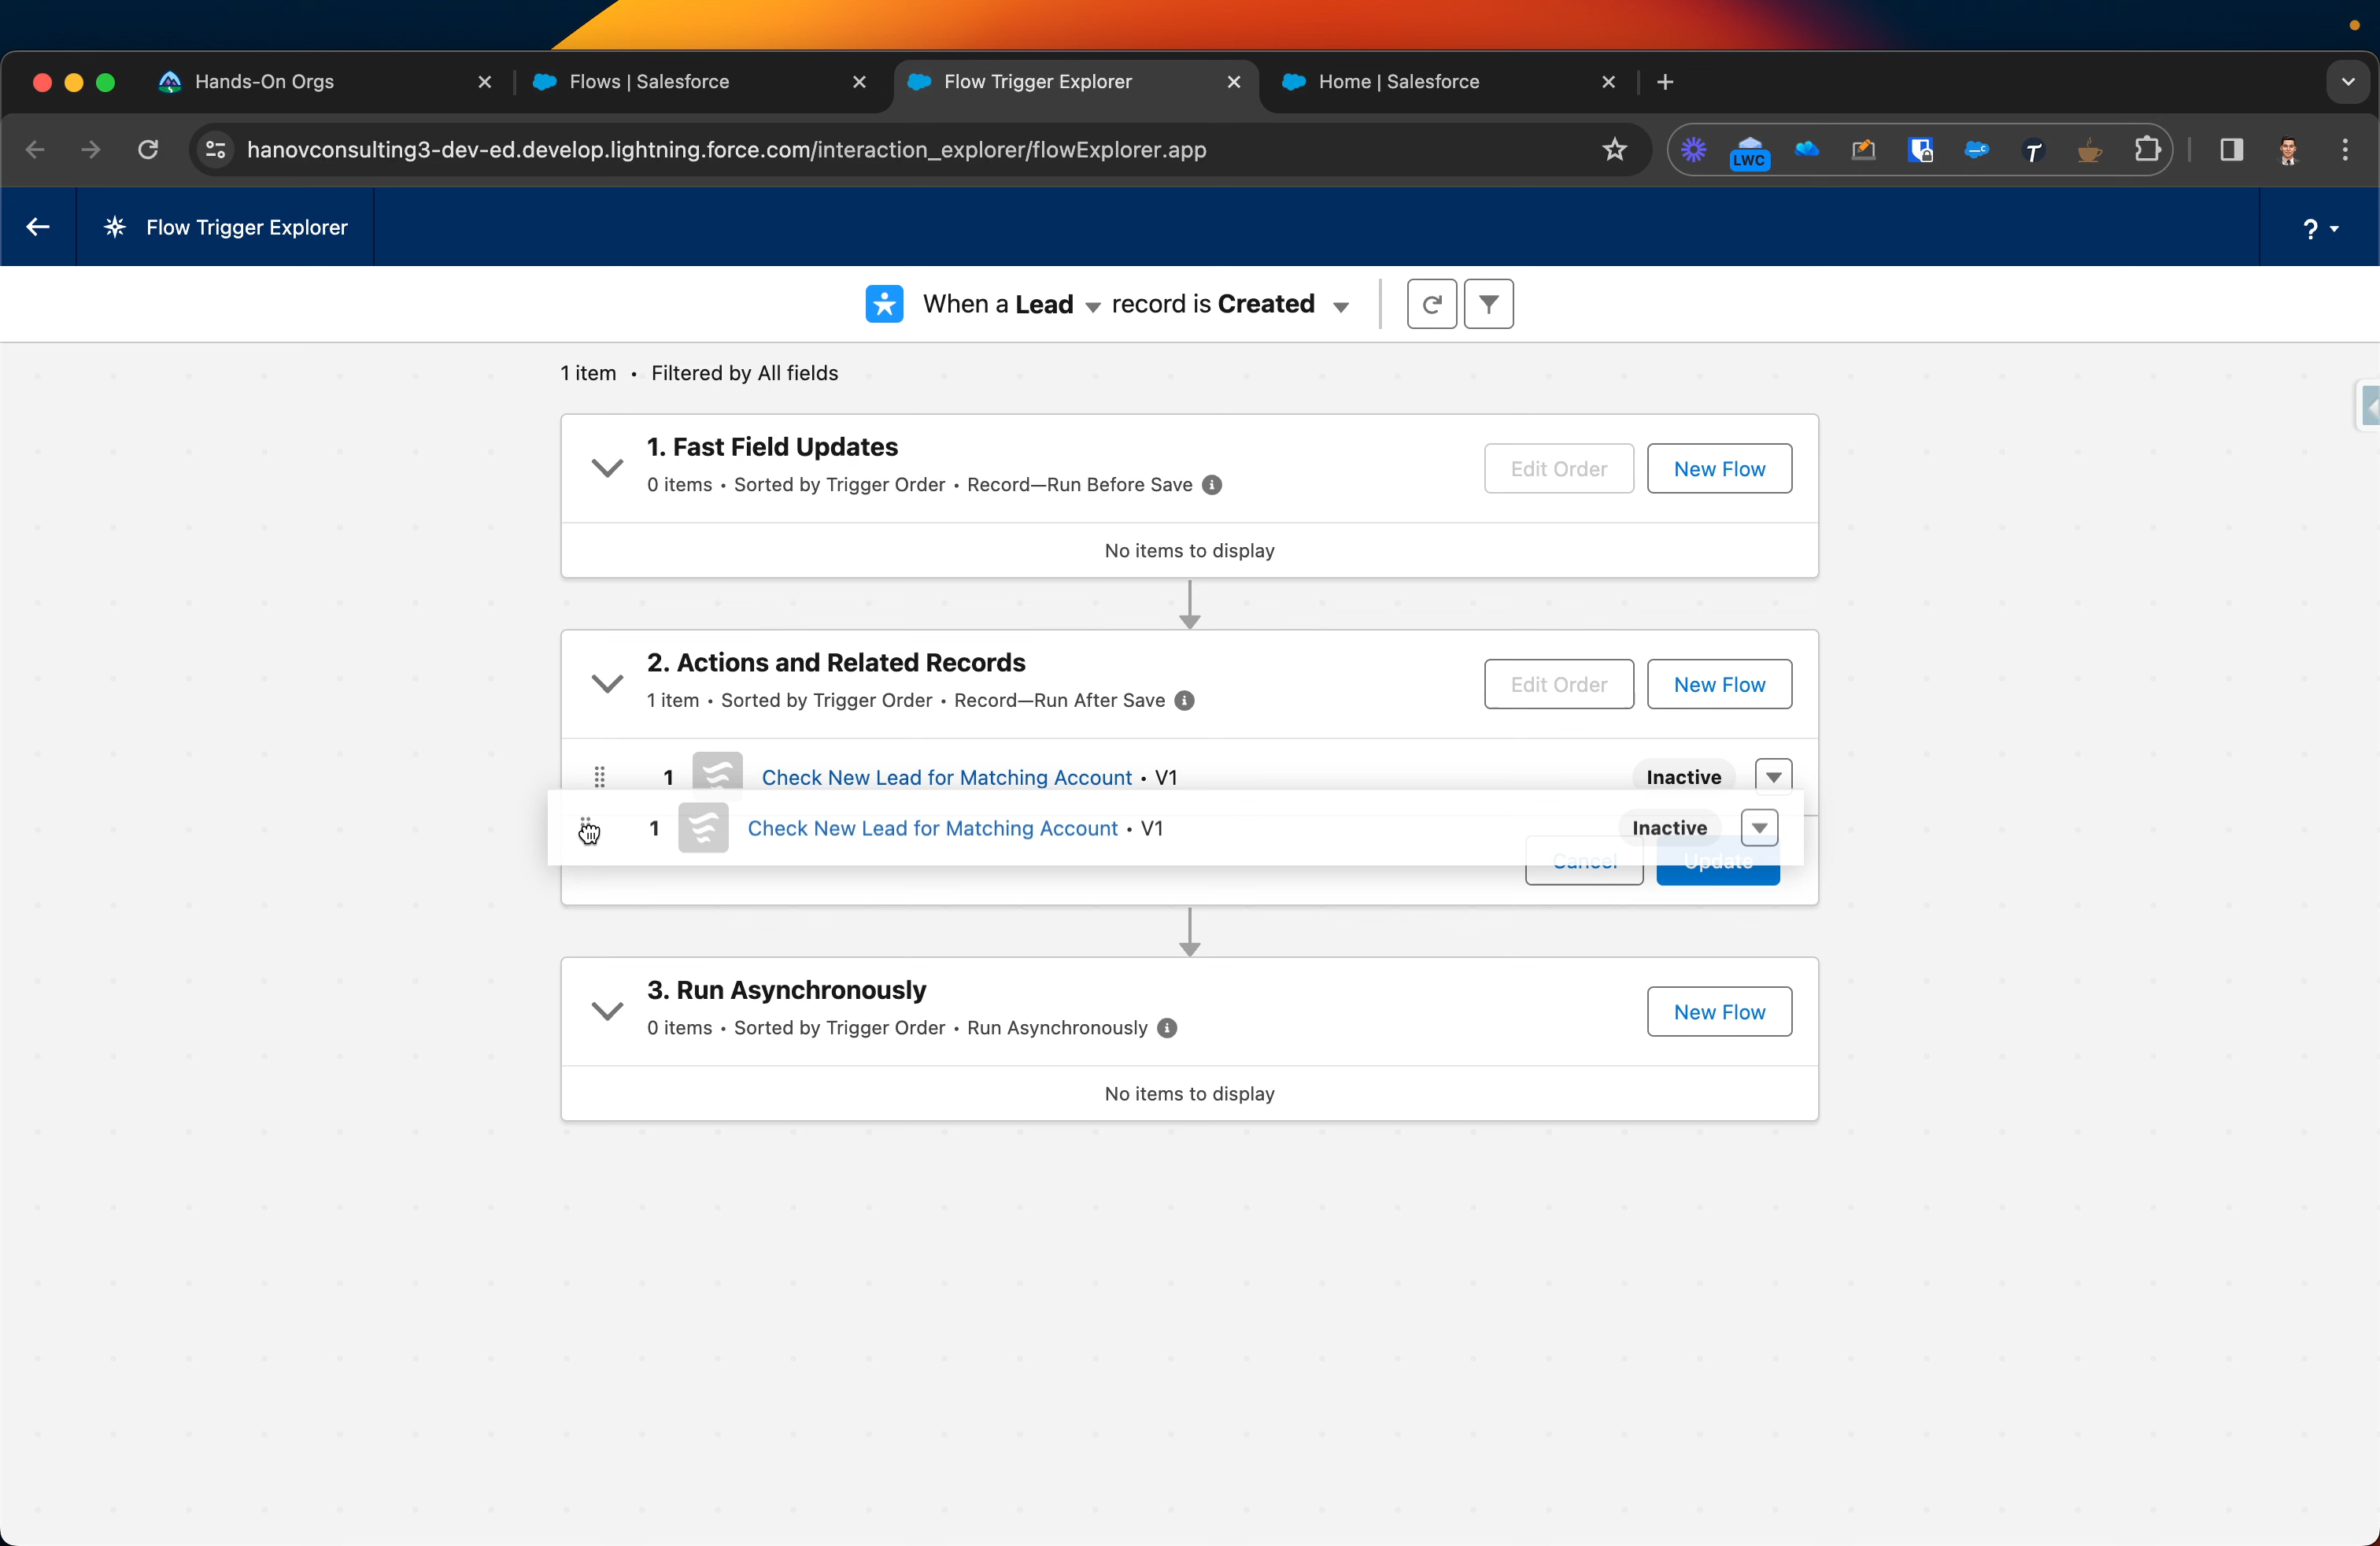 Hands-On Orgs
Flows | Salesforce
Flow Trigger Explorer
Home | Salesforce
hanovconsulting3-dev-ed.develop.lightning.force.com/interaction_explorer/flowExplorer.app
LWC
Flow Trigger Explorer
?
When a Lead record is Created
1 item • Filtered by All fields
1. Fast Field Updates
0 items • Sorted by Trigger Order • Record—Run Before Save
Edit Order
New Flow
No items to display
2. Actions and Related Records
1 item • Sorted by Trigger Order • Record—Run After Save
Edit Order
New Flow
1 Check New Lead for Matching Account • V1 Inactive
1 Check New Lead for Matching Account • V1 Inactive
Cancel
Update
3. Run Asynchronously
0 items • Sorted by Trigger Order • Run Asynchronously
New Flow
No items to display